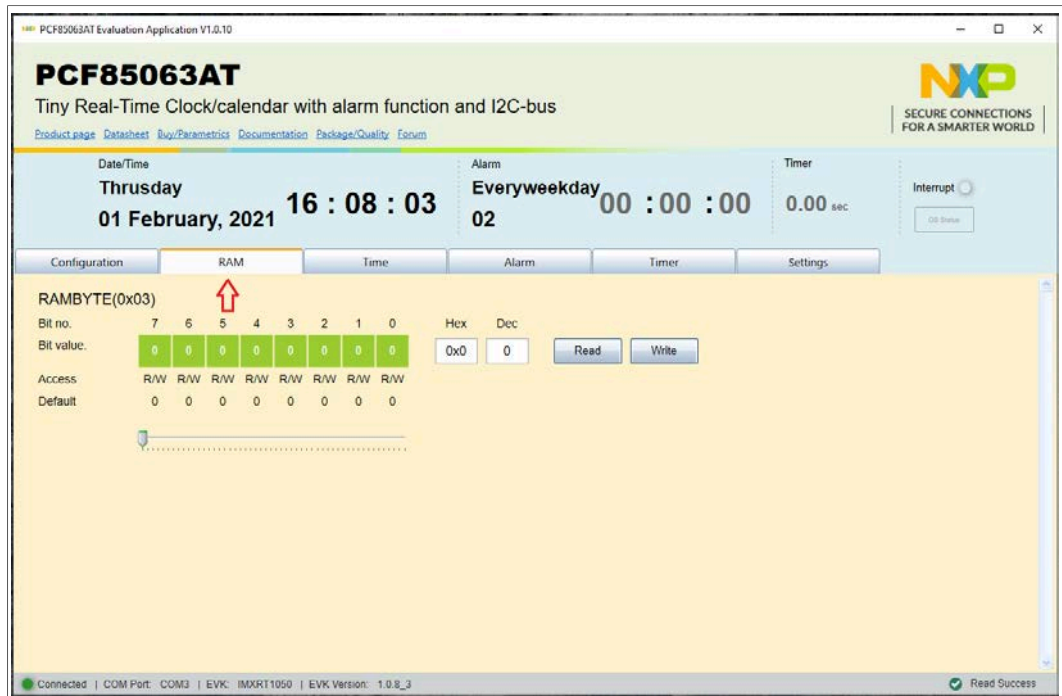 PCF85063AT Evaluation Application V1.0.10
PCF85063AT
Tiny Real-Time Clock/calendar with alarm function and I2C-bus
Product page Datasheet Buy/Parametrics Documentation Package/Quality Forum
NXP
SECURE CONNECTIONS
FOR A SMARTER WORLD
Date/Time
Thrusday
01 February, 2021
16 : 08 : 03
Alarm
Everyweekday
02
00 : 00 : 00
Timer
0.00 sec
Interrupt
OS Status
Configuration RAM Time Alarm Timer Settings
RAMBYTE(0x03)
Bit no. 7 6 5 4 3 2 1 0 Hex Dec
Bit value. 0 0 0 0 0 0 0 0 0x0 0 Read Write
Access R/W R/W R/W R/W R/W R/W R/W R/W
Default 0 0 0 0 0 0 0 0
Connected | COM Port: COM3 | EVK: IMXRT1050 | EVK Version: 1.0.8_3 Read Success